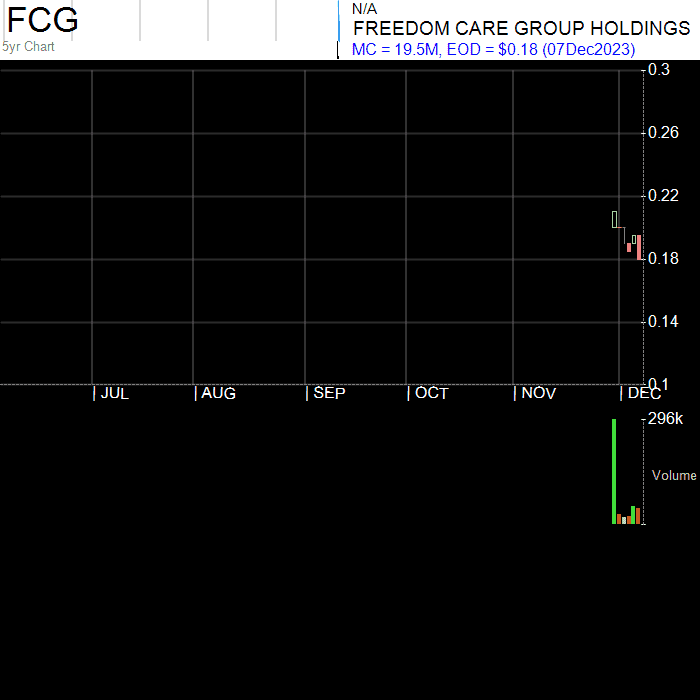 FCG
5yr Chart
N/A
FREEDOM CARE GROUP HOLDINGS
MC = 19.5M, EOD = $0.18 (07Dec2023)
0.3
0.26
0.22
0.18
0.14
0.1
JUL AUG SEP OCT NOV DEC
296k
Volume